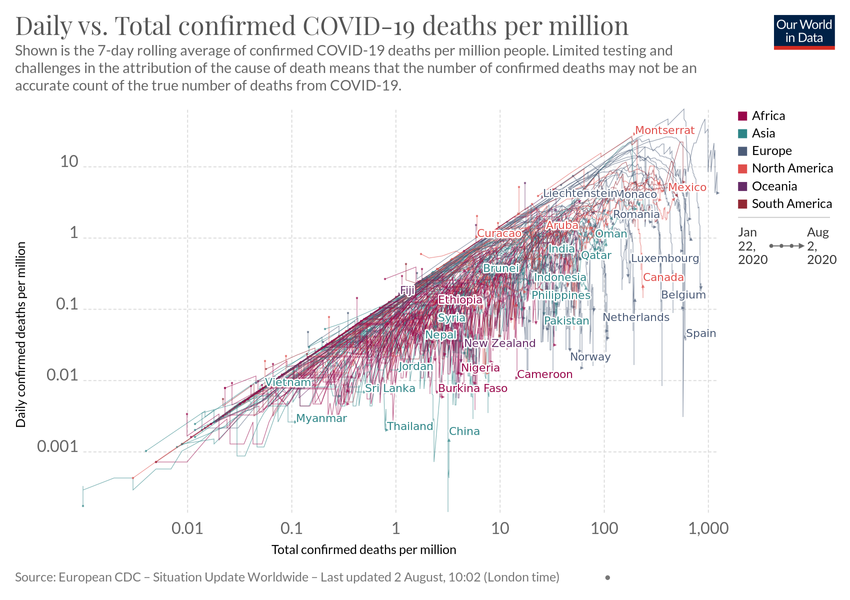 Daily vs. Total confirmed COVID-19 deaths per million
Our World
in Data
Shown is the 7-day rolling average of confirmed COVID-19 deaths per million people. Limited testing and
challenges in the attribution of the cause of death means that the number of confirmed deaths may not be an
accurate count of the true number of deaths from COVID-19.
Africa
Asia
Europe
North America
Oceania
South America
Jan
22,
2020
Aug
2,
2020
Daily confirmed deaths per million
10
1
0.1
0.01
0.001
Montserrat
Mexico
Liechtenstein
Monaco
Romania
Aruba
Curacao
Oman
India
Qatar
Luxembourg
Brunei
Indonesia
Canada
Fiji
Ethiopia
Philippines
Belgium
Syria
Pakistan
Netherlands
Nepal
New Zealand
Spain
Norway
Jordan
Nigeria
Cameroon
Vietnam
Sri Lanka
Burkina Faso
Myanmar
Thailand
China
0.01
0.1
1
10
100
1,000
Total confirmed deaths per million
Source: European CDC – Situation Update Worldwide – Last updated 2 August, 10:02 (London time)